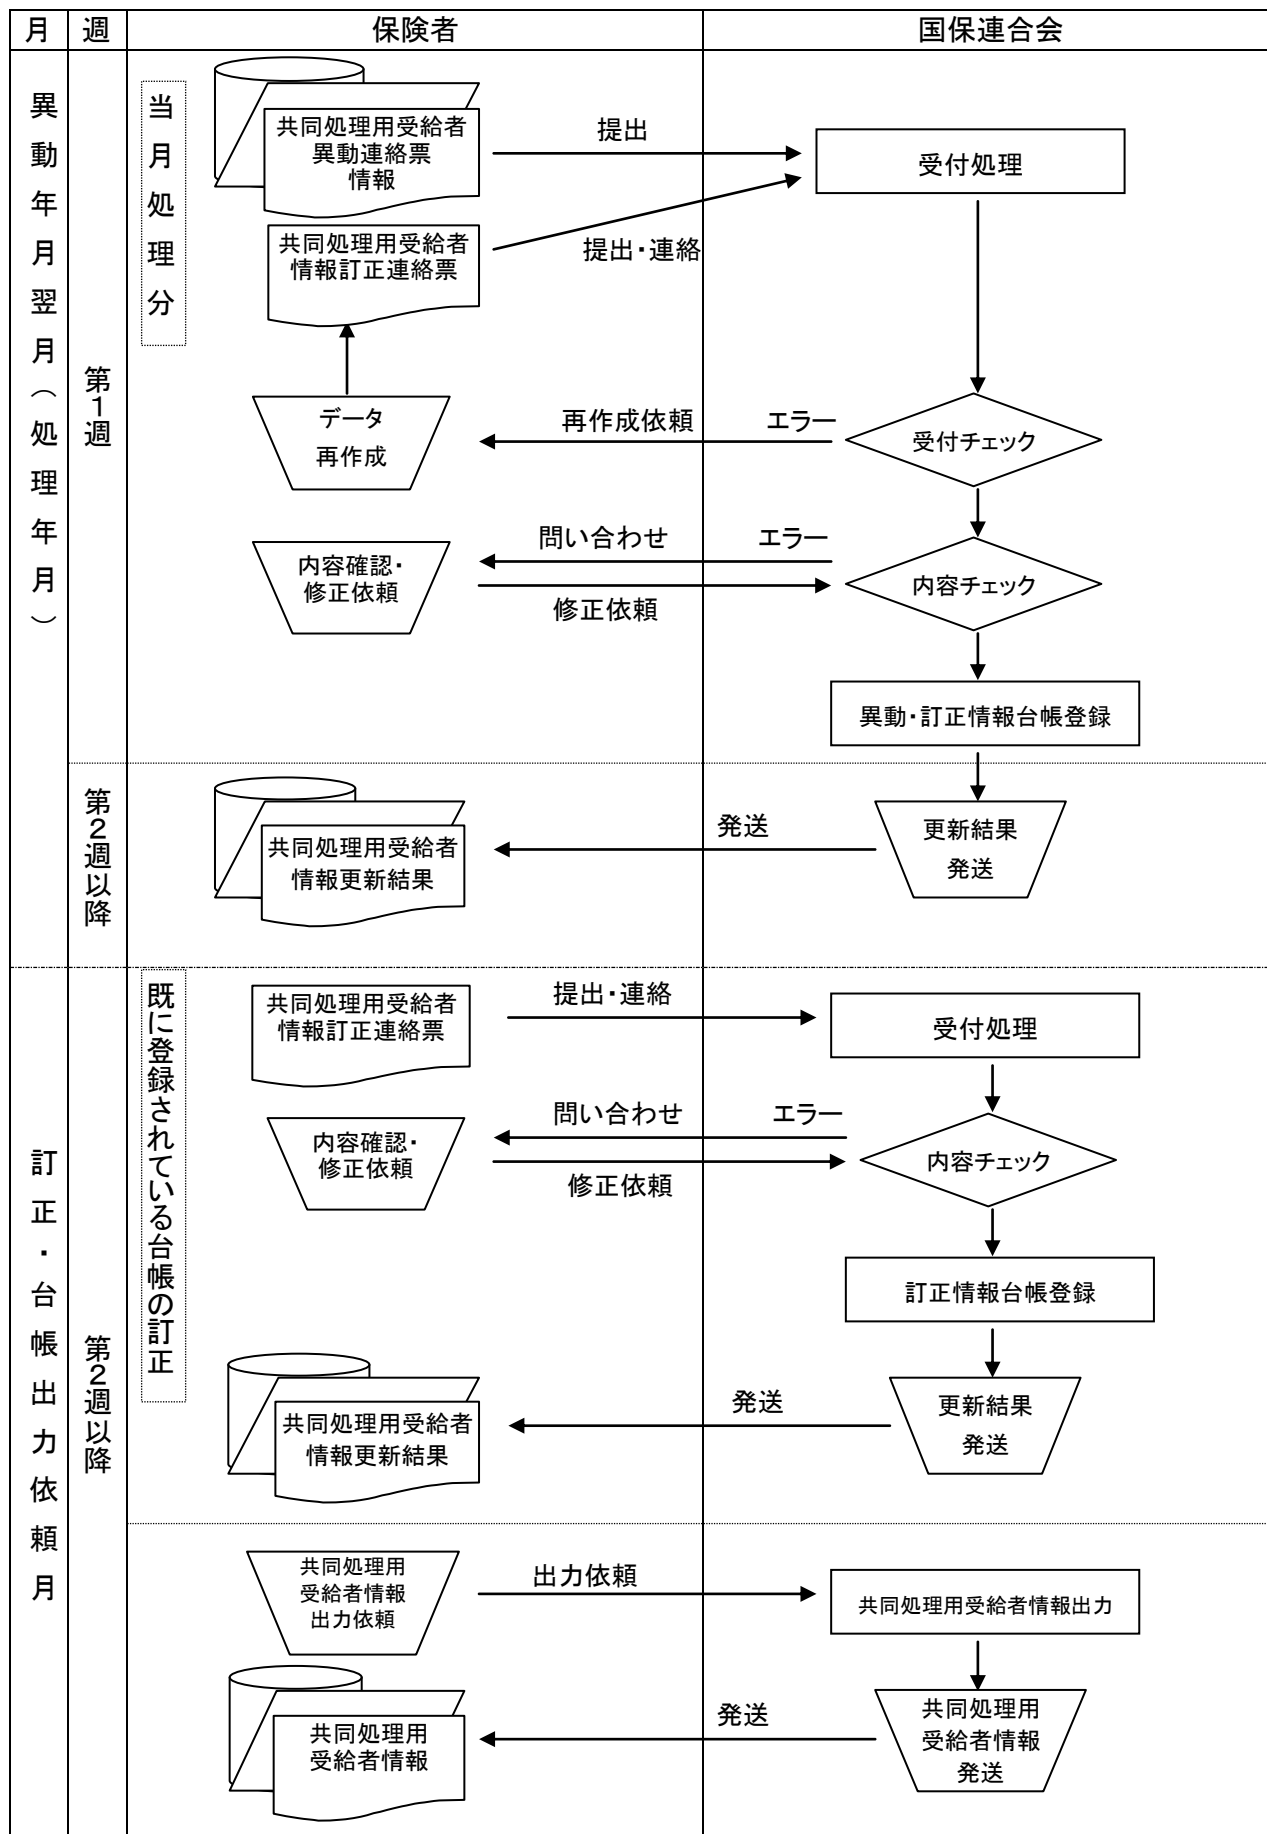 月
週
保険者
国保連合会
異動年月翌月（処理年月）
第1週
当月処理分
共同処理用受給者
異動連絡票
情報
提出
受付処理
共同処理用受給者
情報訂正連絡票
提出・連絡
データ
再作成
再作成依頼
エラー
受付チェック
内容確認・
修正依頼
問い合わせ
エラー
修正依頼
内容チェック
異動・訂正情報台帳登録
第2週以降
共同処理用受給者
情報更新結果
発送
更新結果
発送
訂正・台帳出力依頼月
第2週以降
既に登録されている台帳の訂正
共同処理用受給者
情報訂正連絡票
提出・連絡
受付処理
内容確認・
修正依頼
問い合わせ
エラー
修正依頼
内容チェック
訂正情報台帳登録
共同処理用受給者
情報更新結果
発送
更新結果
発送
共同処理用
受給者情報
出力依頼
出力依頼
共同処理用受給者情報出力
共同処理用
受給者情報
発送
共同処理用
受給者情報
発送